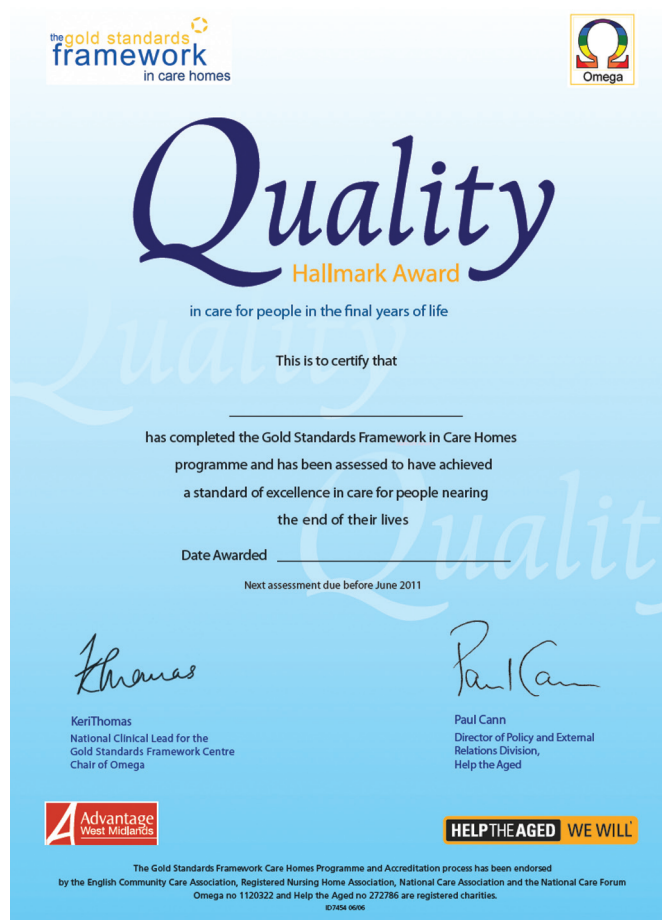 the gold standards
framework
in care homes
Omega
Quality
Hallmark Award
in care for people in the final years of life
This is to certify that
has completed the Gold Standards Framework in Care Homes
programme and has been assessed to have achieved
a standard of excellence in care for people nearing
the end of their lives
Date Awarded
Next assessment due before June 2011
KThomas
Paul Cann
KeriThomas
National Clinical Lead for the
Gold Standards Framework Centre
Chair of Omega
Paul Cann
Director of Policy and External
Relations Division,
Help the Aged
Advantage
West Midlands
HELP THE AGED WE WILL
The Gold Standards Framework Care Homes Programme and Accreditation process has been endorsed
by the English Community Care Association, Registered Nursing Home Association, National Care Association and the National Care Forum
Omega no 1120322 and Help the Aged no 272786 are registered charities.
ID7454 06/06